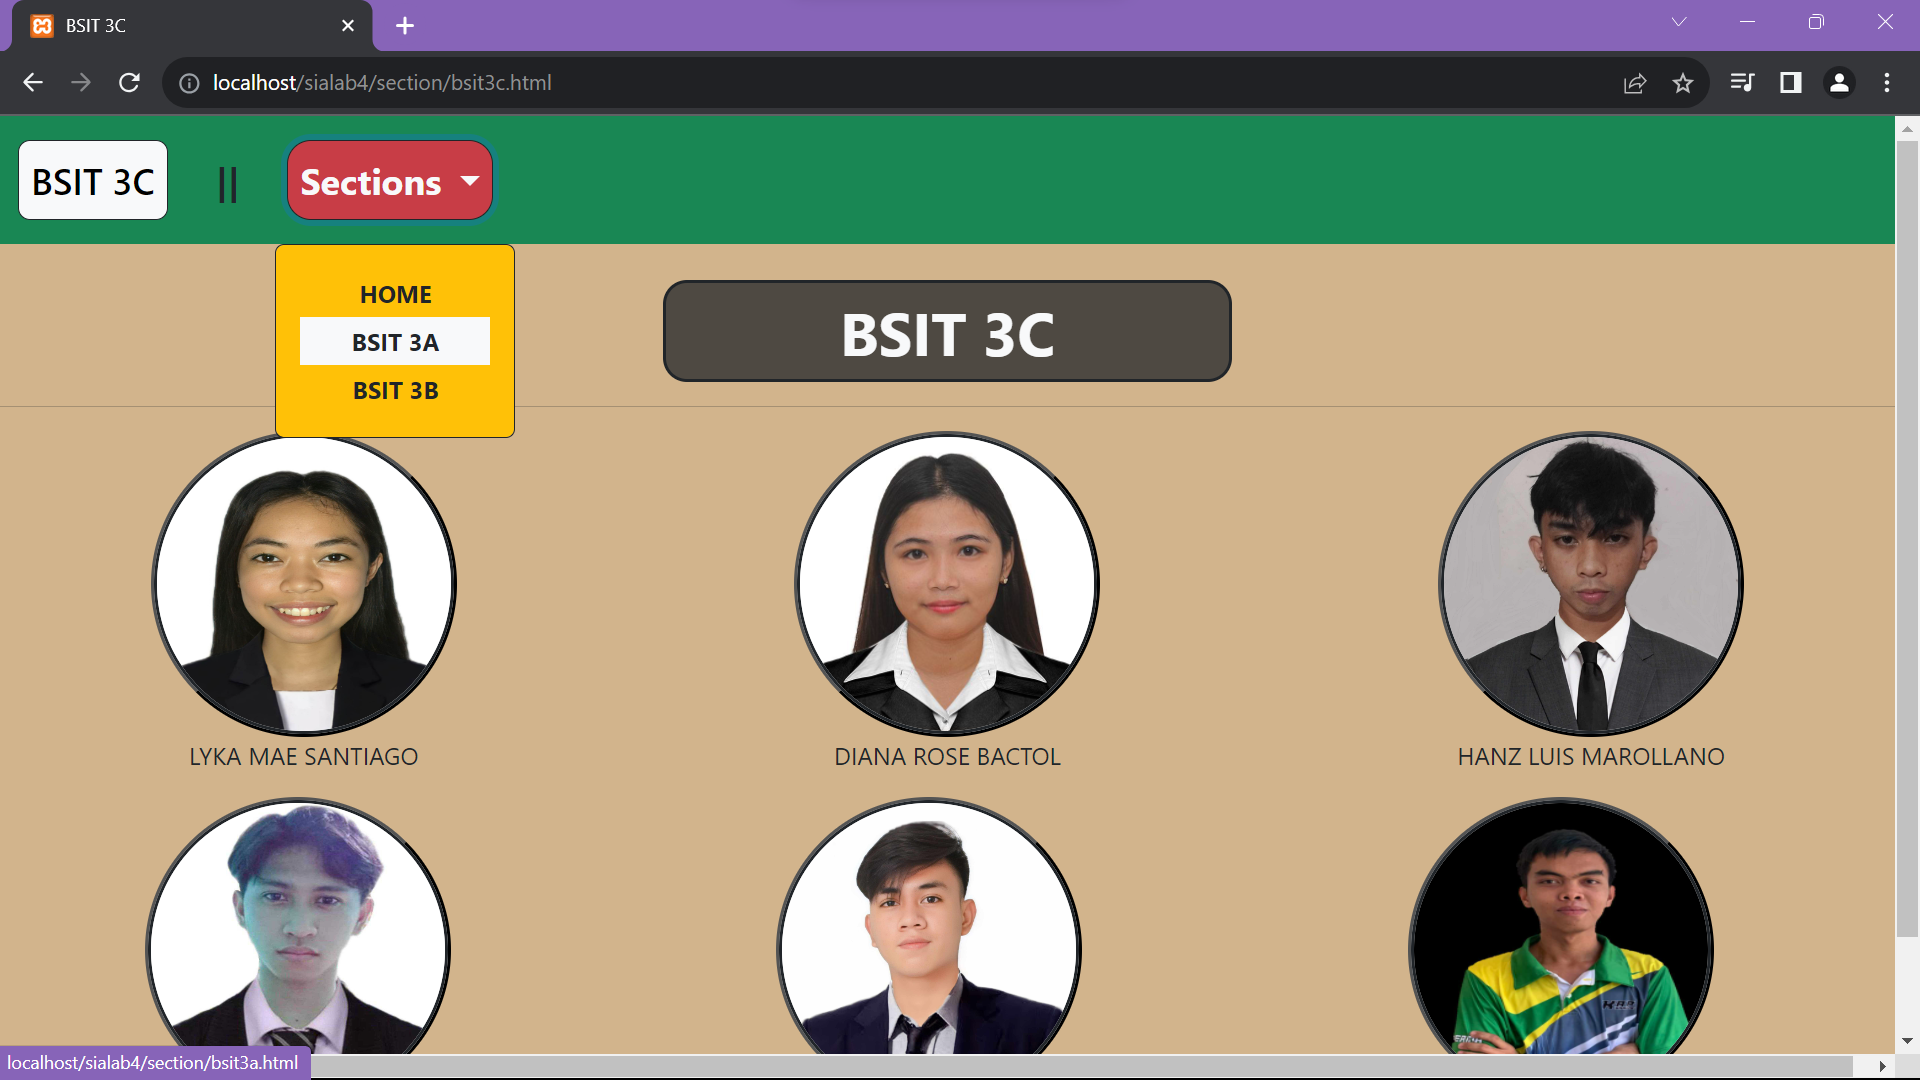 BSIT 3C
localhost/sialab4/section/bsit3c.html
BSIT 3C || Sections
HOME
BSIT 3A
BSIT 3B
BSIT 3C
LYKA MAE SANTIAGO
DIANA ROSE BACTOL
HANZ LUIS MAROLLANO
localhost/sialab4/section/bsit3a.html